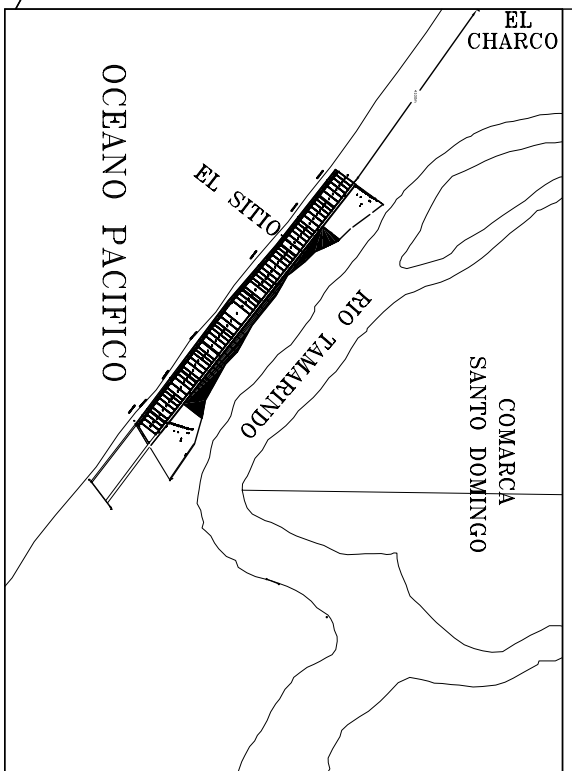 EL
CHARCO
OCEANO PACIFICO
EL SITIO
RIO TAMARINDO
COMARCA
SANTO DOMINGO